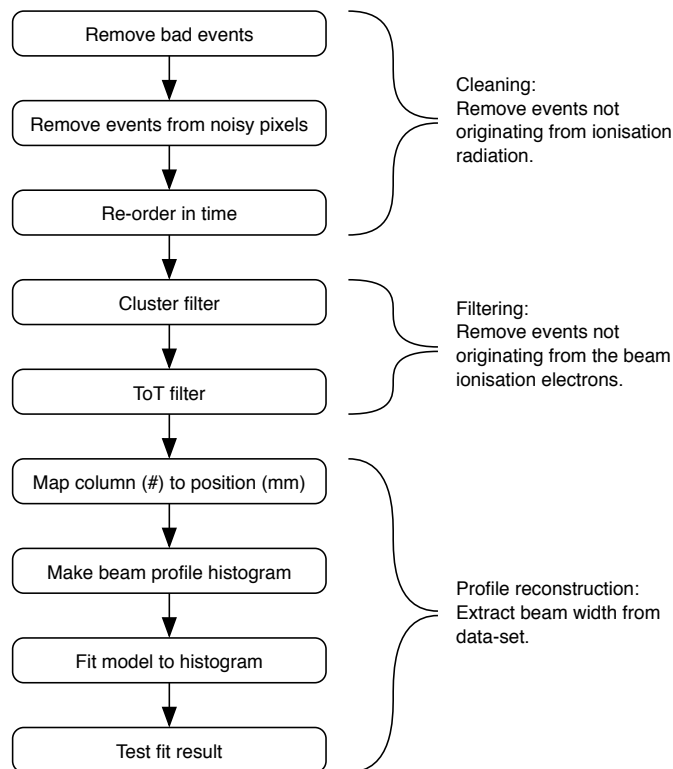 Remove bad events
Remove events from noisy pixels
Re-order in time
Cleaning:
Remove events not
originating from ionisation
radiation.
Cluster filter
ToT filter
Filtering:
Remove events not
originating from the beam
ionisation electrons.
Map column (#) to position (mm)
Make beam profile histogram
Fit model to histogram
Test fit result
Profile reconstruction:
Extract beam width from
data-set.